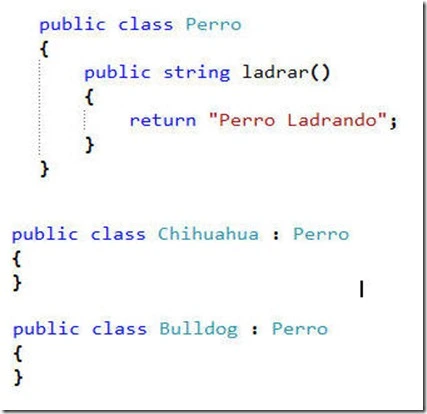 public class Perro
{
public string ladrar()
{
return "Perro Ladrando";
}
}
public class Chihuahua : Perro
{
}
public class Bulldog : Perro
{
}